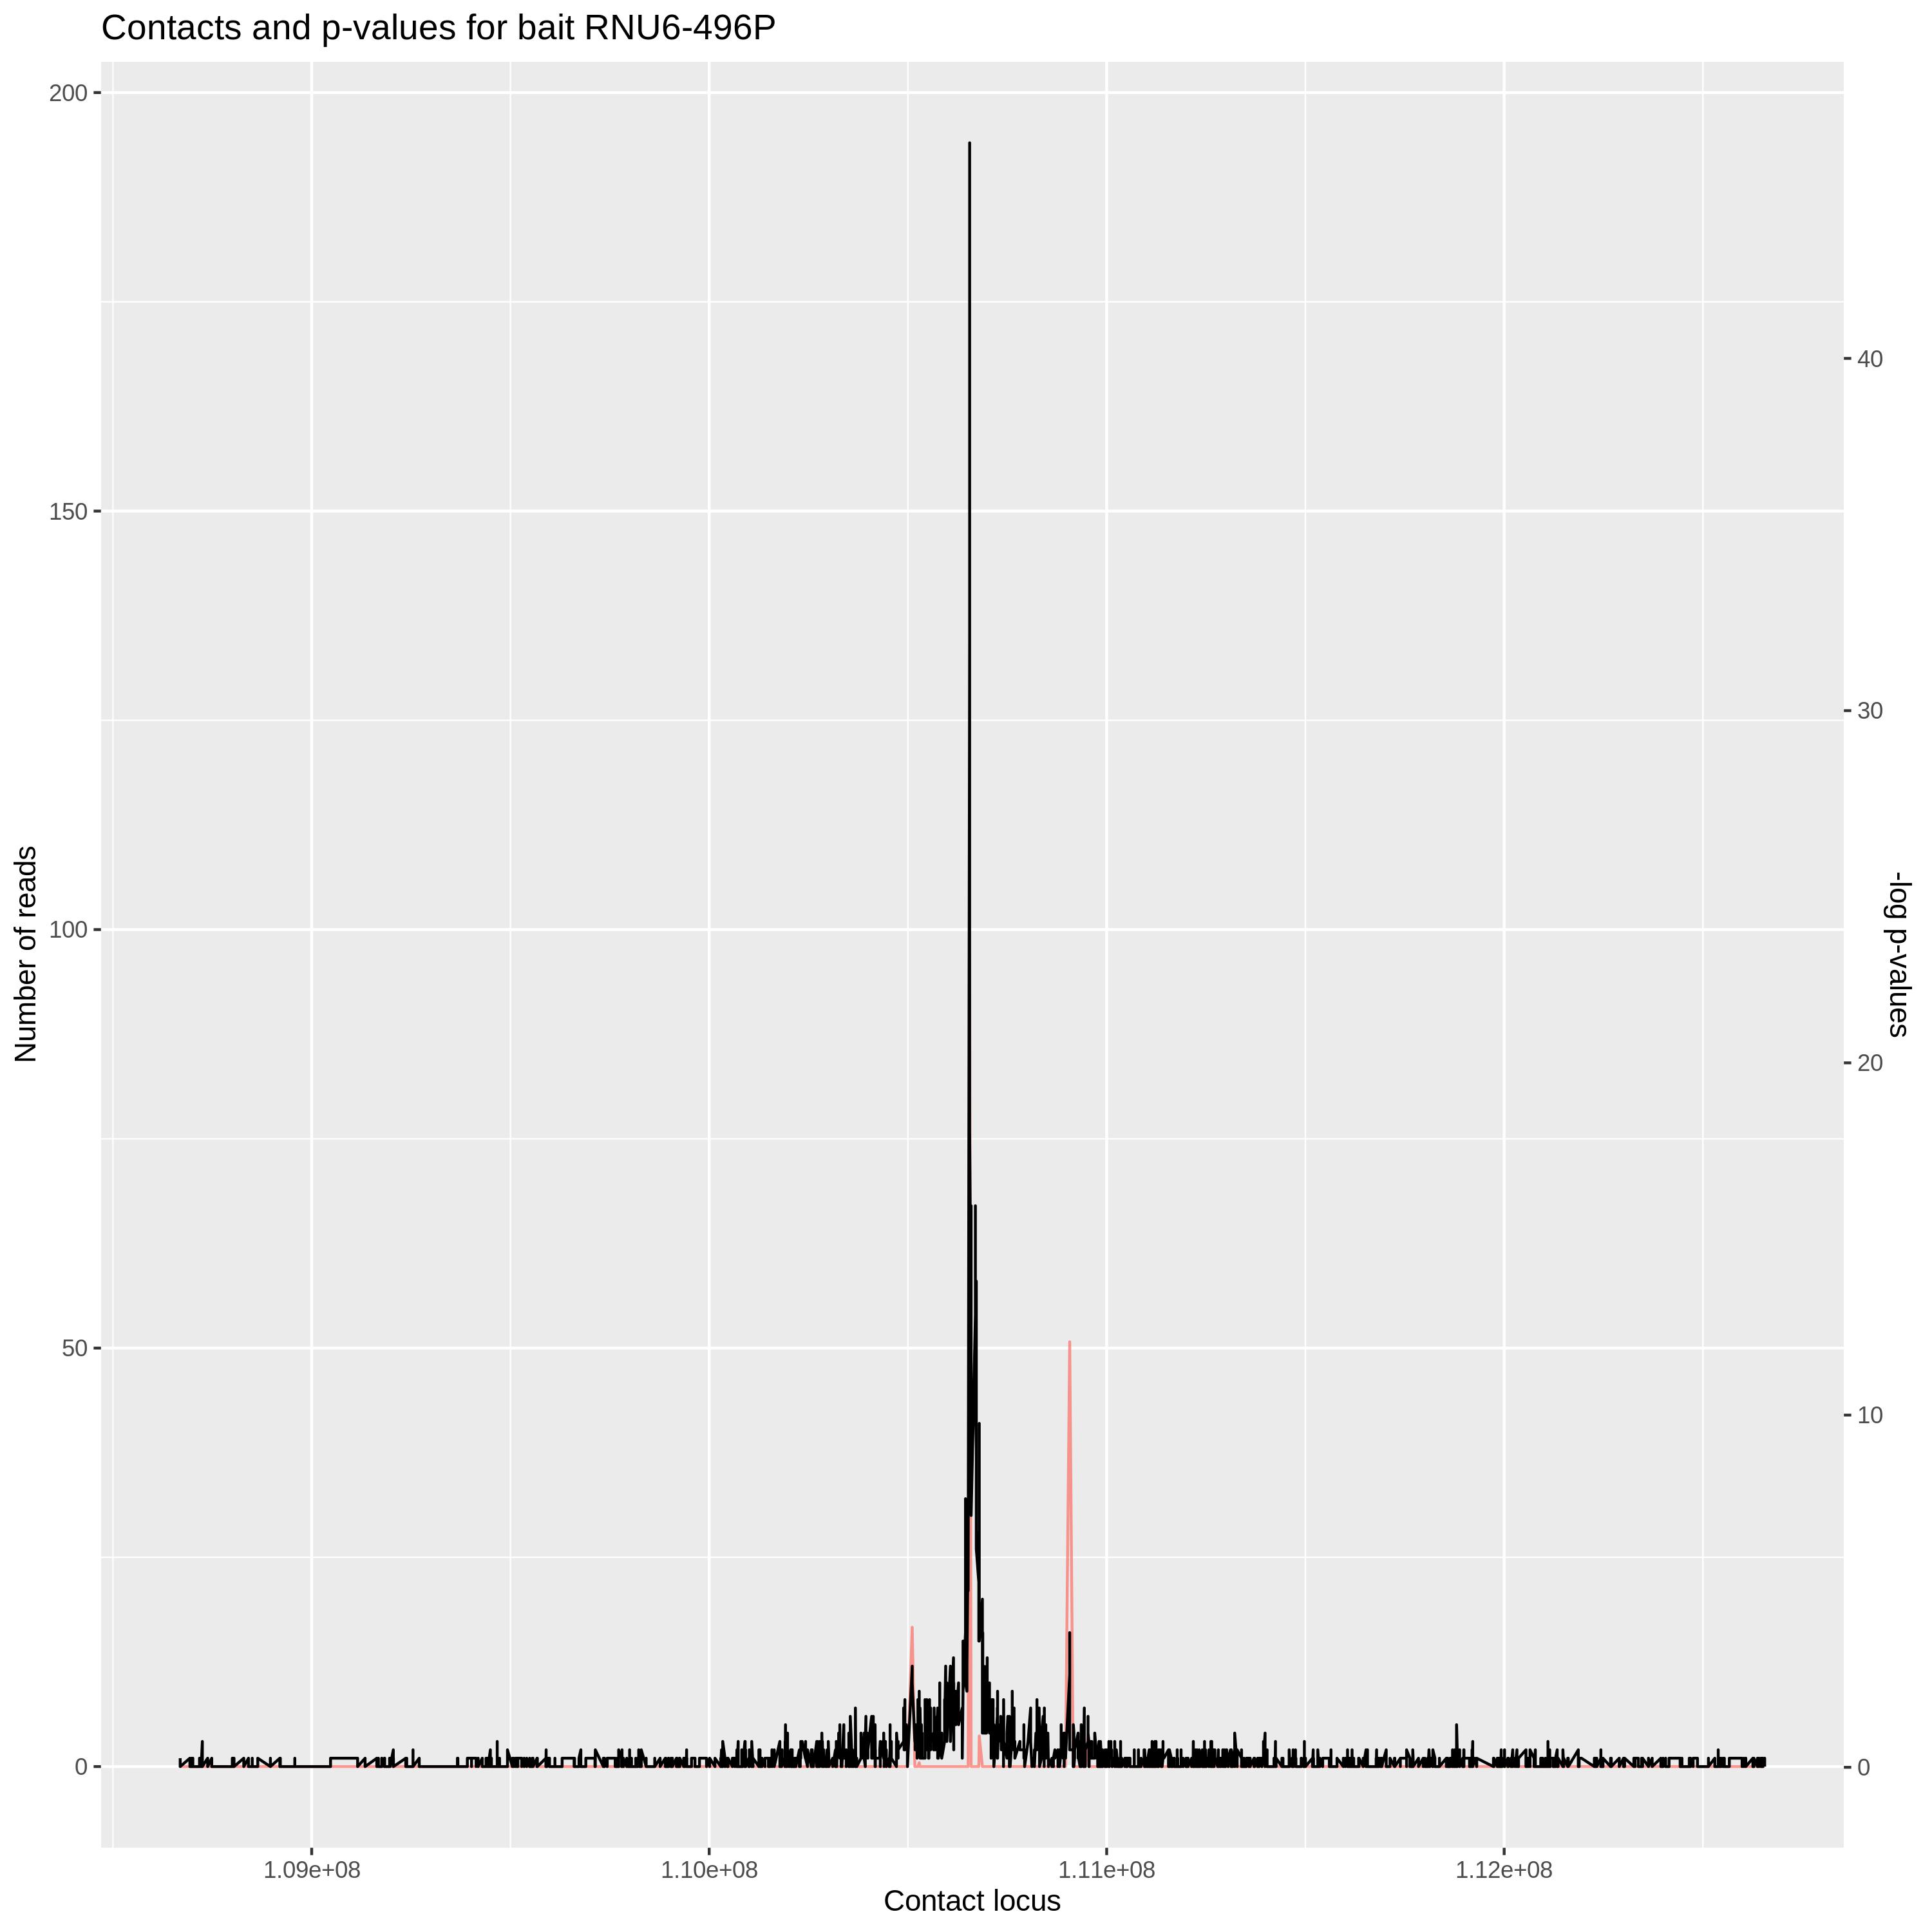 Contacts and p-values for bait RNU6-496P
200
150
100
50
0
Number of reads
40
30
20
10
0
-log p-values
1.09e+08
1.10e+08
1.11e+08
1.12e+08
Contact locus